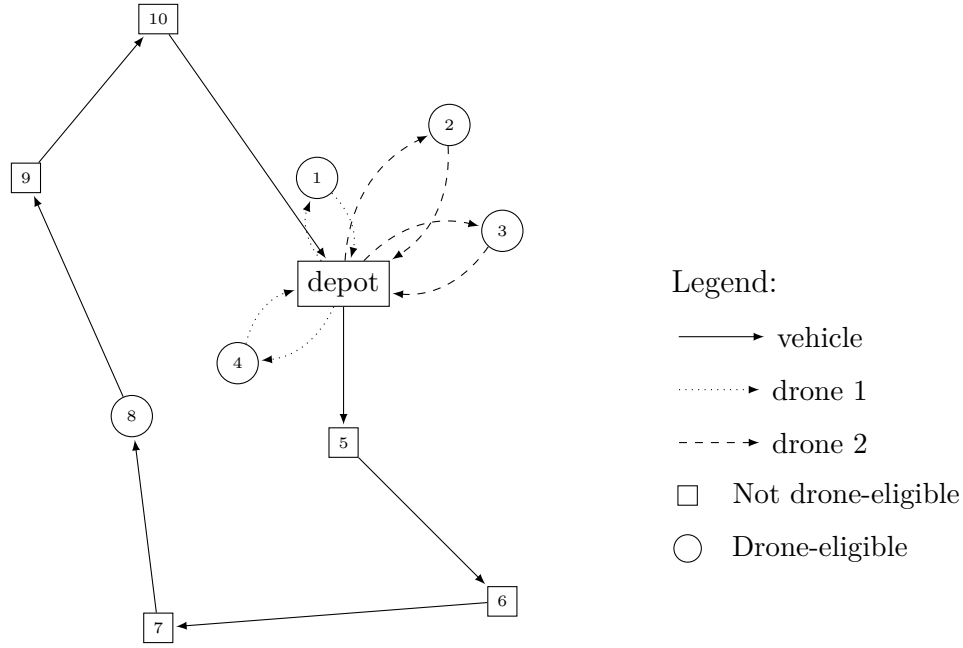 10
2
1
9
3
depot
4
8
5
6
7
Legend:
vehicle
drone 1
drone 2
Not drone-eligible
Drone-eligible